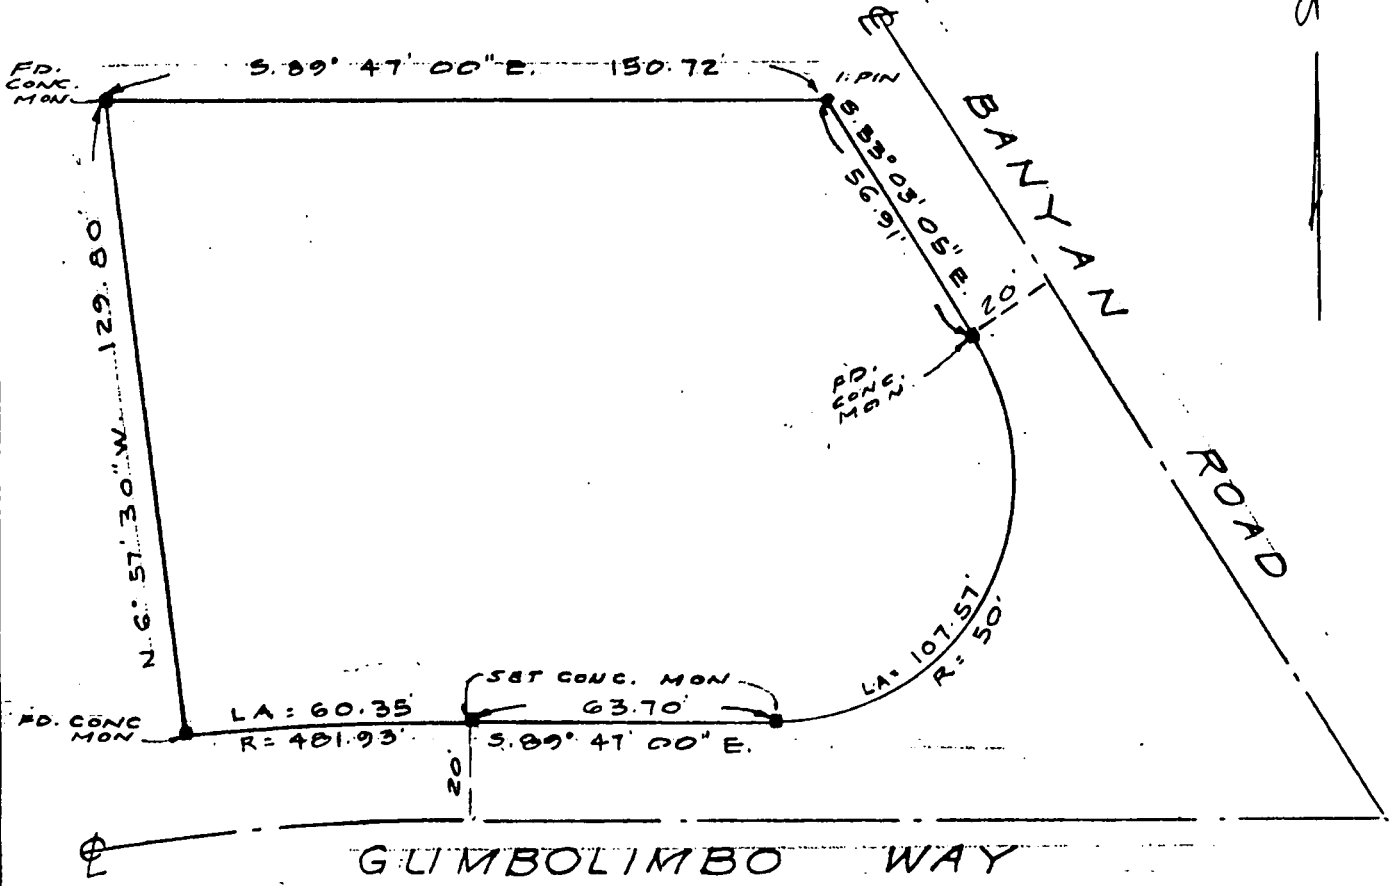 S. 89° 47' 00" E. 150.72'
FD.
CONC.
MON
I. PIN
S. 33° 03' 05" E.
56.91'
BANYAN ROAD
20'
FD.
CONC.
MON
N. 6° 57' 30" W 129.80'
LA = 107.57'
R = 50'
SET CONC. MON
LA = 60.35'
63.70'
FD. CONC
MON
R = 481.93'
S. 89° 47' 00" E.
20'
GUMBOLIMBO WAY